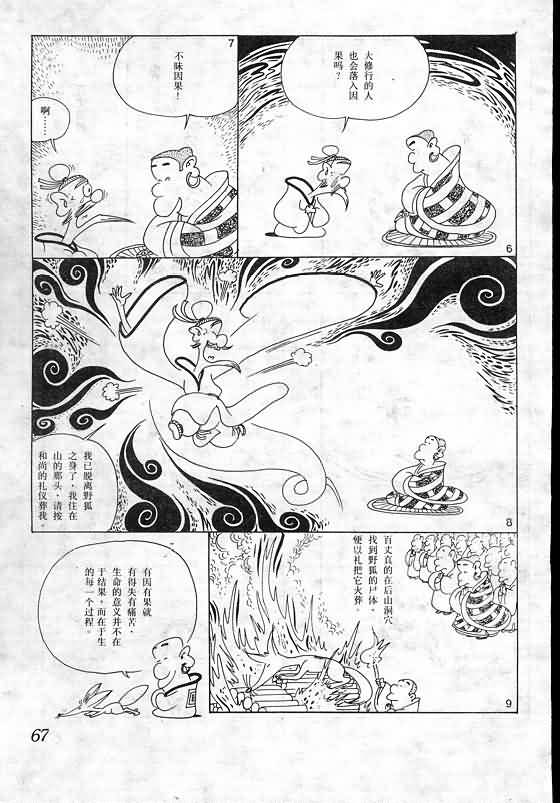 大修行的人
也会落入因
果吗？
6
7
不昧因果！
啊……
我已脱离野狐
之身了，我住在
山的那头，请按
和尚的礼仪葬我。
8
百丈真的在后山洞穴
找到野狐的尸体，
便以礼把它火葬
9
有因有果就
有得失有痛苦，
生命的意义并不在
于结果，而在于生
的每一个过程。
67